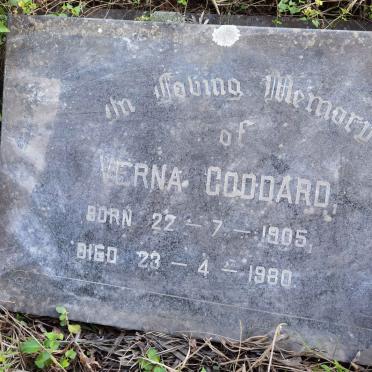 In Loving Memory
of
VERNA GODDARD
BORN 22-7-1905
DIED 23-4-1980